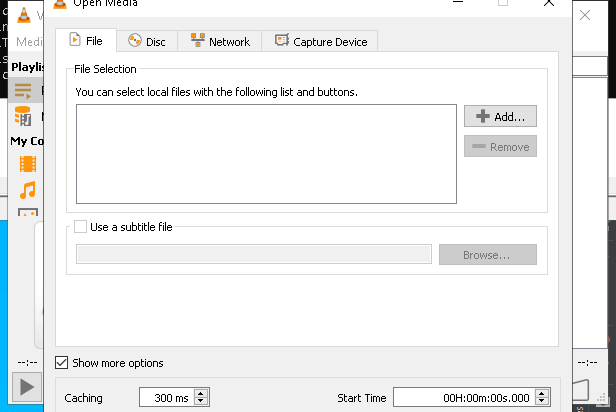 Open Media
Medi
File
Disc
Network
Capture Device
Playlis
File Selection
You can select local files with the following list and buttons.
Add...
Remove
My Co
Use a subtitle file
Browse...
--:--
Show more options
--:--
Caching
300 ms
Start Time
00H:00m:00s.000